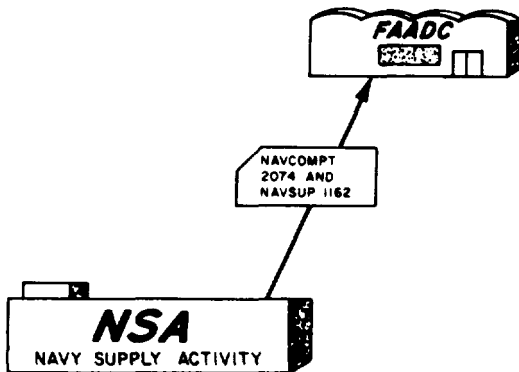 FAADC
NAVCOMPT
2074 AND
NAVSUP 1162
NSA
NAVY SUPPLY ACTIVITY